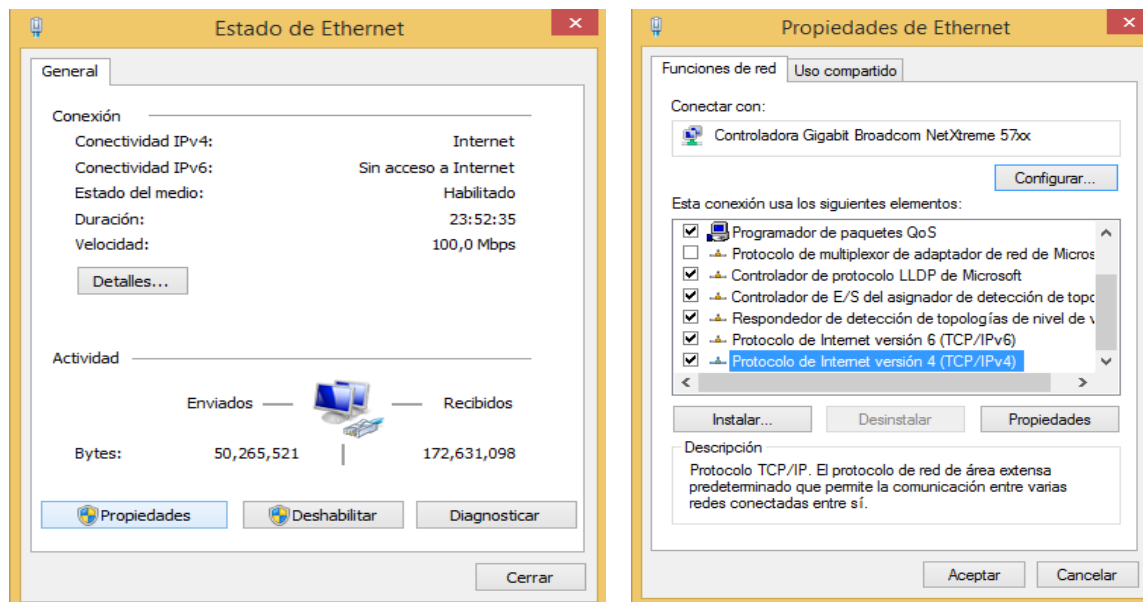 Estado de Ethernet
General
Conexión
Conectividad IPv4: Internet
Conectividad IPv6: Sin acceso a Internet
Estado del medio: Habilitado
Duración: 23:52:35
Velocidad: 100,0 Mbps
Detalles...
Actividad
Enviados Recibidos
Bytes: 50,265,521 172,631,098
Propiedades Deshabilitar Diagnosticar
Cerrar
Propiedades de Ethernet
Funciones de red Uso compartido
Conectar con:
Controladora Gigabit Broadcom NetXtreme 57xx
Configurar...
Esta conexión usa los siguientes elementos:
Programador de paquetes QoS
Protocolo de multiplexor de adaptador de red de Micros
Controlador de protocolo LLDP de Microsoft
Controlador de E/S del asignador de detección de topo
Respondedor de detección de topologías de nivel de v
Protocolo de Internet versión 6 (TCP/IPv6)
Protocolo de Internet versión 4 (TCP/IPv4)
Instalar... Desinstalar Propiedades
Descripción
Protocolo TCP/IP. El protocolo de red de área extensa
predeterminado que permite la comunicación entre varias
redes conectadas entre sí.
Aceptar Cancelar